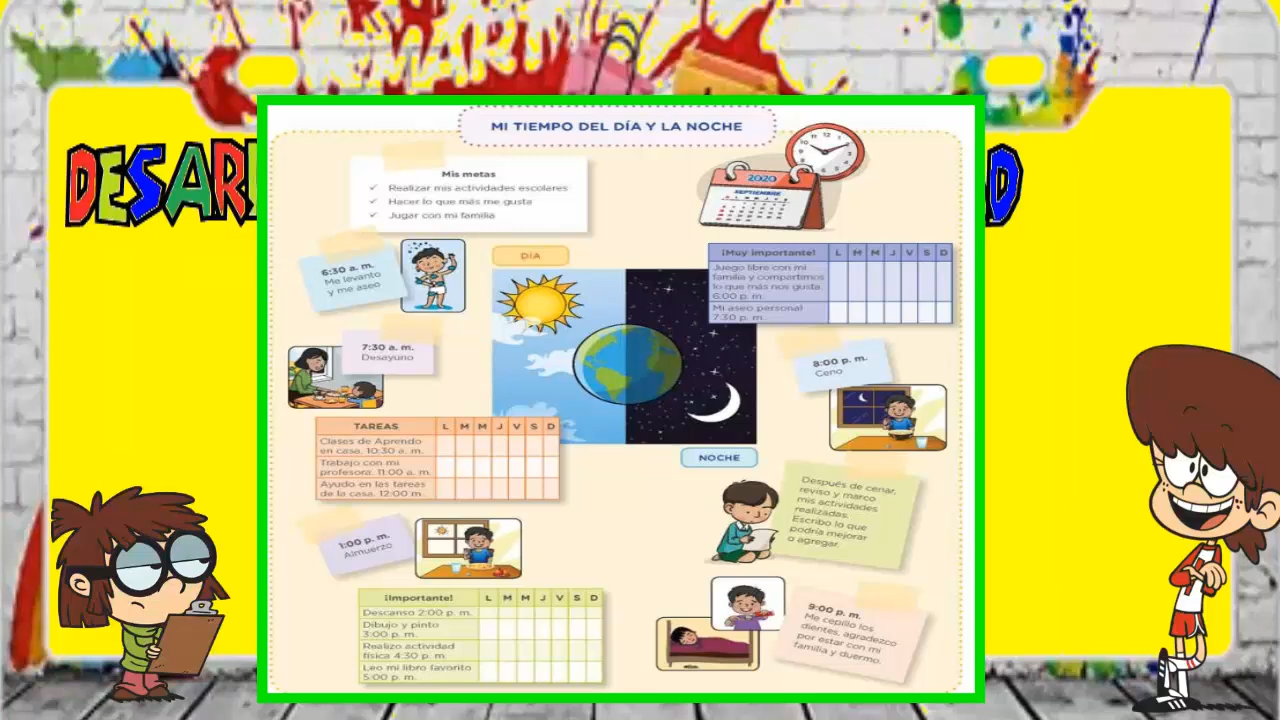 DESAR
D
MI TIEMPO DEL DÍA Y LA NOCHE
Mis metas
✓ Realizar mis actividades escolares
✓ Hacer lo que más me gusta
✓ Jugar con mi familia
2020
SEPTIEMBRE
6:30 a. m.
Me levanto
y me aseo
DÍA
¡Muy importante! L M M J V S D
Juego libre con mi
familia y compartimos
lo que más nos gusta
6:00 p. m.
Mi aseo personal
7:30 p. m.
7:30 a. m.
Desayuno
8:00 p. m.
Ceno
TAREAS L M M J V S D
Clases de Aprendo
en casa. 10:30 a. m.
Trabajo con mi
profesora. 11:00 a. m.
Ayudo en las tareas
de la casa. 12:00 m.
NOCHE
Después de cenar,
reviso y marco
mis actividades
realizadas.
Escribo lo que
podría mejorar
o agregar.
1:00 p. m.
Almuerzo
¡Importante! L M M J V S D
Descanso 2:00 p. m.
Dibujo y pinto
3:00 p. m.
Realizo actividad
física 4:30 p. m.
Leo mi libro favorito
5:00 p. m.
9:00 p. m.
Me cepillo los
dientes, agradezco
por estar con mi
familia y duermo.